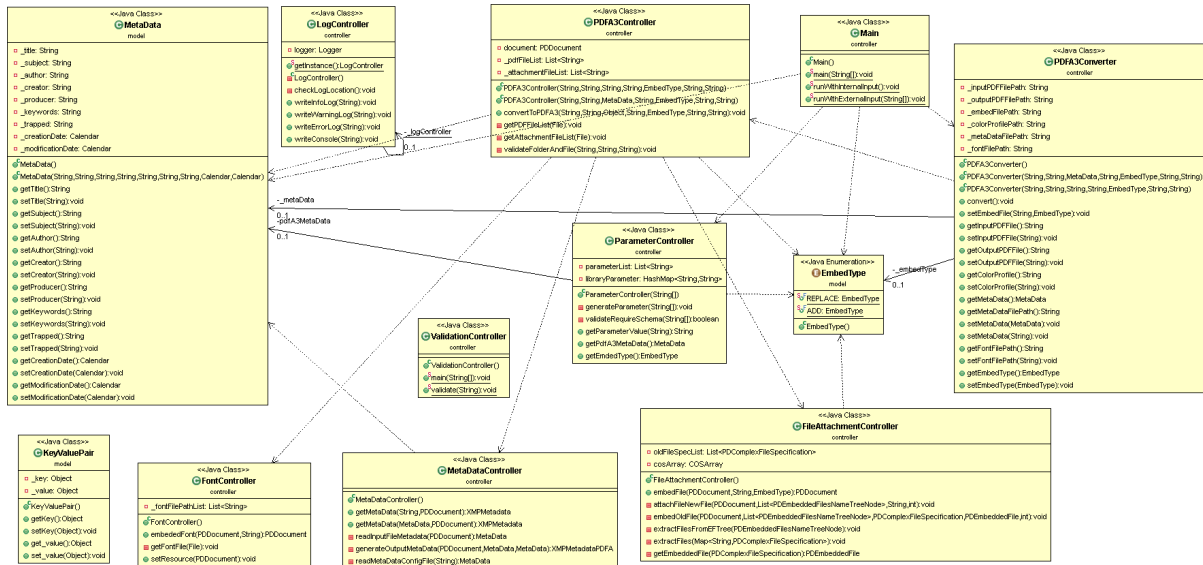 <<Java Class>>
MetaData
model
_title: String
_subject: String
_author: String
_creator: String
_producer: String
_keywords: String
_trapped: String
_creationDate: Calendar
_modificationDate: Calendar
MetaData()
MetaData(String,String,String,String,String,String,String,Calendar,Calendar)
getTitle():String
setTitle(String):void
getSubject():String
setSubject(String):void
getAuthor():String
setAuthor(String):void
getCreator():String
setCreator(String):void
getProducer():String
setProducer(String):void
getKeywords():String
setKeywords(String):void
getTrapped():String
setTrapped(String):void
getCreationDate():Calendar
setCreationDate(Calendar):void
getModificationDate():Calendar
setModificationDate(Calendar):void
<<Java Class>>
LogController
controller
logger: Logger
getInstance():LogController
LogController()
checkLogLocation():void
writeInfoLog(String):void
writeWarningLog(String):void
writeErrorLog(String):void
writeConsole(String):void
-_logController
0..1
<<Java Class>>
PDFA3Controller
controller
document: PDDocument
_pdfFileList: List<String>
_attachmentFileList: List<String>
PDFA3Controller(String,String,String,String,EmbedType,String,String)
PDFA3Controller(String,String,MetaData,String,EmbedType,String,String)
convertToPDFA3(String,String,Object,String,EmbedType,String,String):void
getPDFFileList(File):void
getAttachmentFileList(File):void
validateFolderAndFile(String,String,String):void
<<Java Class>>
Main
controller
Main()
main(String[]):void
runWithInternalInput():void
runWithExternalInput(String[]):void
<<Java Class>>
PDFA3Converter
controller
_inputPDFFilePath: String
_outputPDFFilePath: String
_embedFilePath: String
_colorProfilePath: String
_metaDataFilePath: String
_fontFilePath: String
PDFA3Converter()
PDFA3Converter(String,String,MetaData,String,EmbedType,String,String)
PDFA3Converter(String,String,String,String,EmbedType,String,String)
convert():void
setEmbedFile(String,EmbedType):void
getInputPDFFile():String
setInputPDFFile(String):void
getOutputPDFFile():String
setOutputPDFFile(String):void
getColorProfile():String
setColorProfile(String):void
getMetaData():MetaData
getMetaDataFilePath():String
setMetaData(MetaData):void
setMetaData(String):void
getFontFilePath():String
setFontFilePath(String):void
getEmbedType():EmbedType
setEmbedType(EmbedType):void
-_metaData
0..1
-pdfA3MetaData
0..1
<<Java Class>>
ParameterController
controller
parameterList: List<String>
libraryParameter: HashMap<String,String>
ParameterController(String[])
generateParameter(String[]):void
validateRequireSchema(String[]):boolean
getParameterValue(String):String
getPdfA3MetaData():MetaData
getEmdedType():EmbedType
<<Java Enumeration>>
EmbedType
model
REPLACE: EmbedType
ADD: EmbedType
EmbedType()
-_embedType
0..1
<<Java Class>>
ValidationController
controller
ValidationController()
main(String[]):void
validate(String):void
<<Java Class>>
KeyValuePair
model
_key: Object
_value: Object
KeyValuePair()
getKey():Object
setKey(Object):void
get_value():Object
set_value(Object):void
<<Java Class>>
FontController
controller
_fontFilePathList: List<String>
FontController()
embededFont(PDDocument,String):PDDocument
getFontFile(File):void
setResource(PDDocument):void
<<Java Class>>
MetaDataController
controller
MetaDataController()
getMetaData(String,PDDocument):XMPMetadata
getMetaData(MetaData,PDDocument):XMPMetadata
readInputFileMetadata(PDDocument):MetaData
generateOutputMetaData(PDDocument,MetaData,MetaData):XMPMetadataPDFA
readMetaDataConfigFile(String):MetaData
<<Java Class>>
FileAttachmentController
controller
oldFileSpecList: List<PDComplexFileSpecification>
cosArray: COSArray
FileAttachmentController()
embedFile(PDDocument,String,EmbedType):PDDocument
attachFileNewFile(PDDocument,List<PDEmbeddedFilesNameTreeNode>,String,int):void
embedOldFile(PDDocument,List<PDEmbeddedFilesNameTreeNode>,PDComplexFileSpecification,PDEmbeddedFile,int):void
extractFilesFromEFTree(PDEmbeddedFilesNameTreeNode):void
extractFiles(Map<String,PDComplexFileSpecification>):void
getEmbeddedFile(PDComplexFileSpecification):PDEmbeddedFile